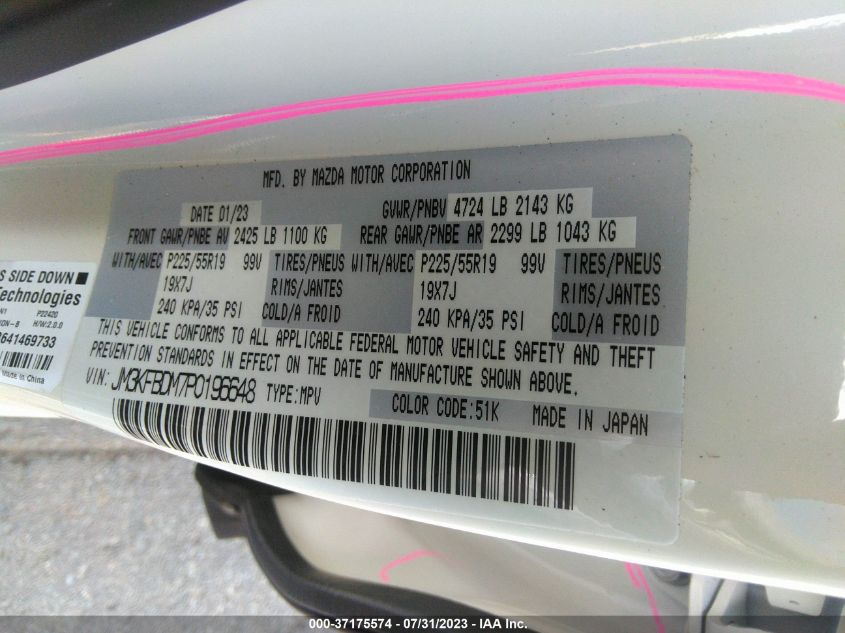 MFD. BY MAZDA MOTOR CORPORATION
DATE 01/23 GVWR/PNBV 4724 LB 2143 KG
FRONT GAWR/PNBE AV 2425 LB 1100 KG REAR GAWR/PNBE AR 2299 LB 1043 KG
WITH/AVEC P225/55R19 99V TIRES/PNEUS WITH/AVEC P225/55R19 99V TIRES/PNEUS
19X7J RIMS/JANTES 19X7J RIMS/JANTES
240 KPA/35 PSI COLD/A FROID 240 KPA/35 PSI COLD/A FROID
THIS VEHICLE CONFORMS TO ALL APPLICABLE FEDERAL MOTOR VEHICLE SAFETY AND THEFT
PREVENTION STANDARDS IN EFFECT ON THE DATE OF MANUFACTURE SHOWN ABOVE.
VIN: JM3KFBDM7P0196648 TYPE:MPV
COLOR CODE:51K MADE IN JAPAN
S SIDE DOWN
Technologies
P22420
ION-B H/W:2.0.0
641469733
Made in China
000-37175574 - 07/31/2023 - IAA Inc.